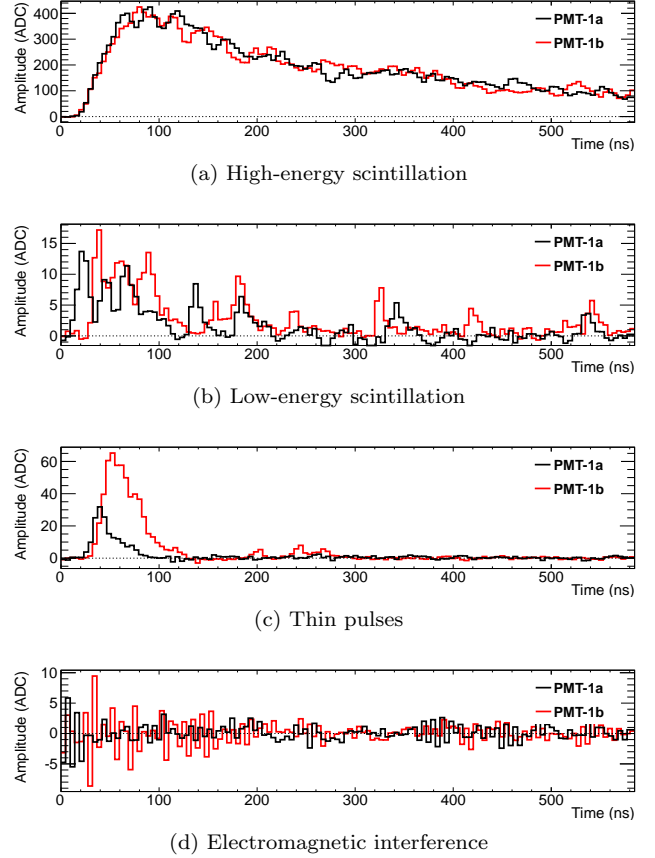 Amplitude (ADC)
400
300
200
100
0
PMT-1a
PMT-1b
0 100 200 300 400 500
Time (ns)
(a) High-energy scintillation
Amplitude (ADC)
15
10
5
0
PMT-1a
PMT-1b
0 100 200 300 400 500
Time (ns)
(b) Low-energy scintillation
Amplitude (ADC)
60
40
20
0
PMT-1a
PMT-1b
0 100 200 300 400 500
Time (ns)
(c) Thin pulses
Amplitude (ADC)
10
5
0
-5
PMT-1a
PMT-1b
0 100 200 300 400 500
Time (ns)
(d) Electromagnetic interference